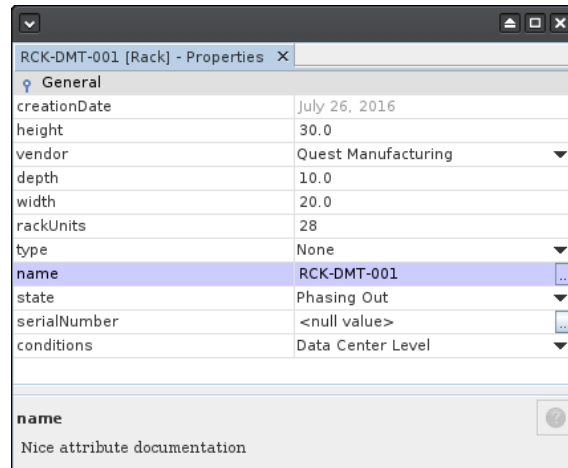 RCK-DMT-001 [Rack] - Properties X
General
creationDate July 26, 2016
height 30.0
vendor Quest Manufacturing
depth 10.0
width 20.0
rackUnits 28
type None
name RCK-DMT-001 ..
state Phasing Out
serialNumber <null value> ..
conditions Data Center Level
name
?
Nice attribute documentation